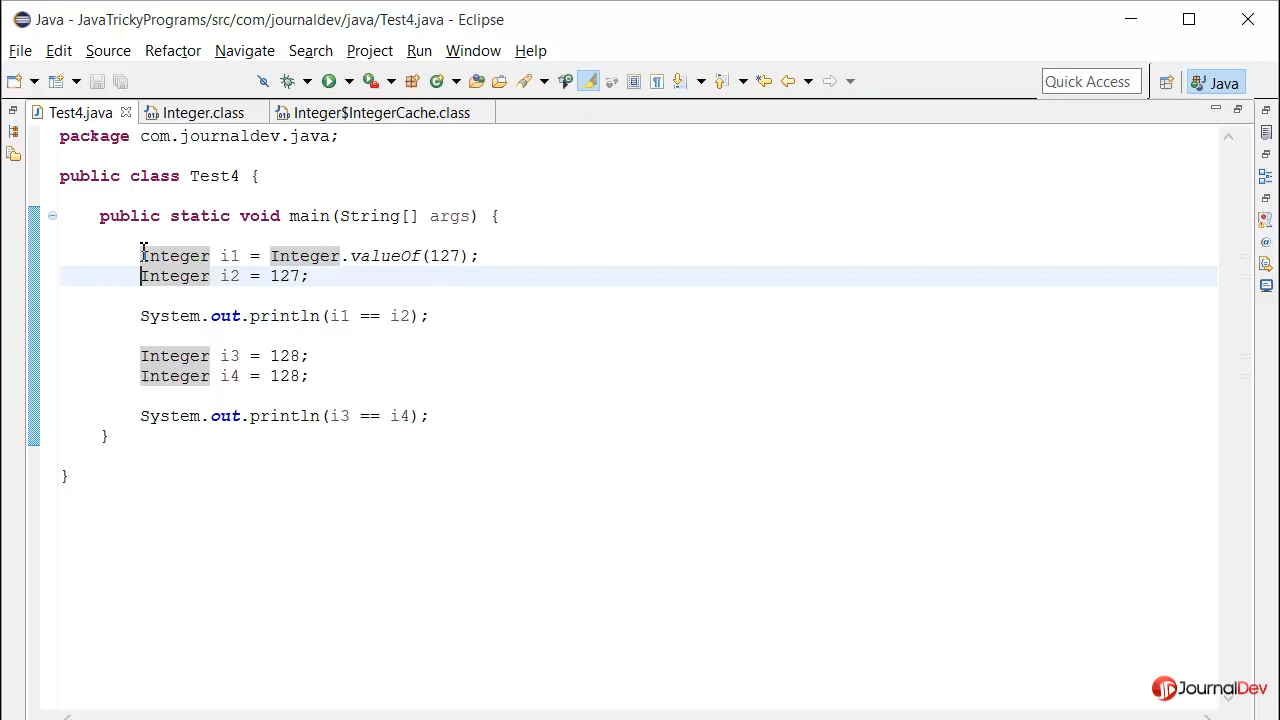 Java - JavaTrickyPrograms/src/com/journaldev/java/Test4.java - Eclipse
File Edit Source Refactor Navigate Search Project Run Window Help
Quick Access Java
Test4.java Integer.class Integer$IntegerCache.class
package com.journaldev.java;
public class Test4 {
public static void main(String[] args) {
Integer i1 = Integer.valueOf(127);
Integer i2 = 127;
System.out.println(i1 == i2);
Integer i3 = 128;
Integer i4 = 128;
System.out.println(i3 == i4);
}
}
JournalDev